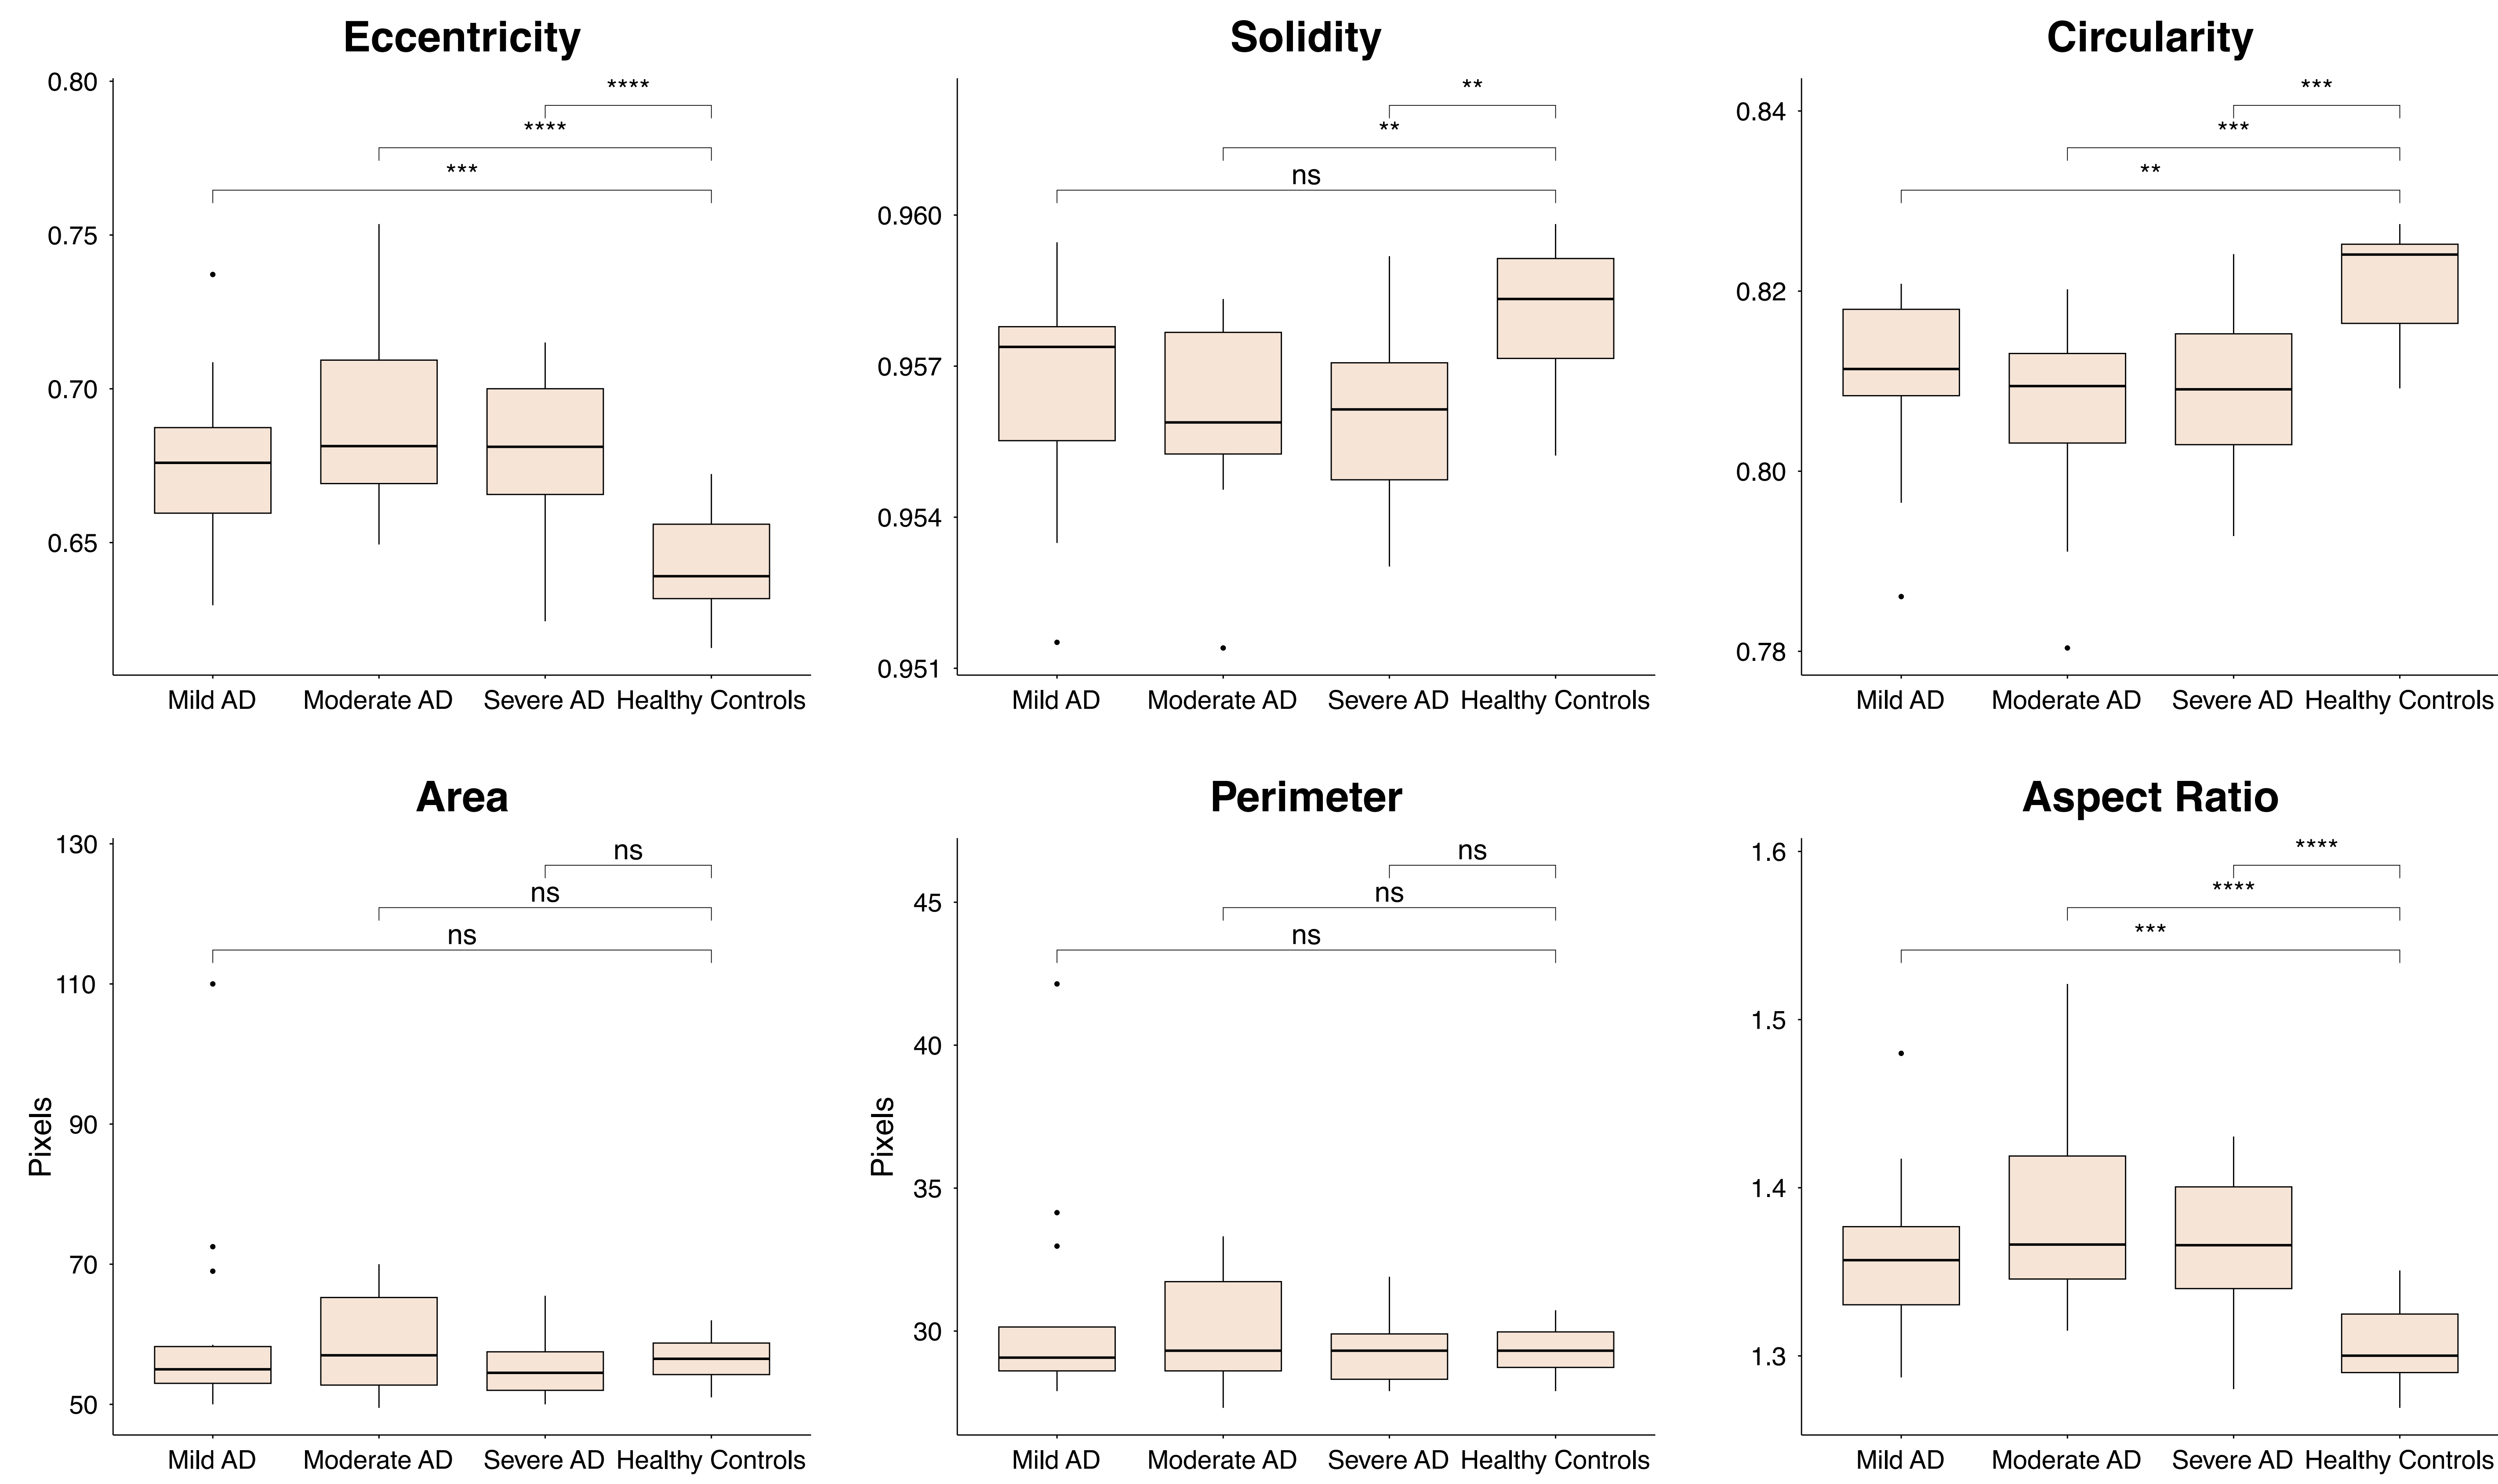 Eccentricity
0.80
0.75
0.70
0.65
****
****
***
Mild AD Moderate AD Severe AD Healthy Controls
Solidity
0.960
0.957
0.954
0.951
**
**
ns
Mild AD Moderate AD Severe AD Healthy Controls
Circularity
0.84
0.82
0.80
0.78
***
***
**
Mild AD Moderate AD Severe AD Healthy Controls
Area
Pixels
130
110
90
70
50
ns
ns
ns
Mild AD Moderate AD Severe AD Healthy Controls
Perimeter
Pixels
45
40
35
30
ns
ns
ns
Mild AD Moderate AD Severe AD Healthy Controls
Aspect Ratio
1.6
1.5
1.4
1.3
****
****
***
Mild AD Moderate AD Severe AD Healthy Controls